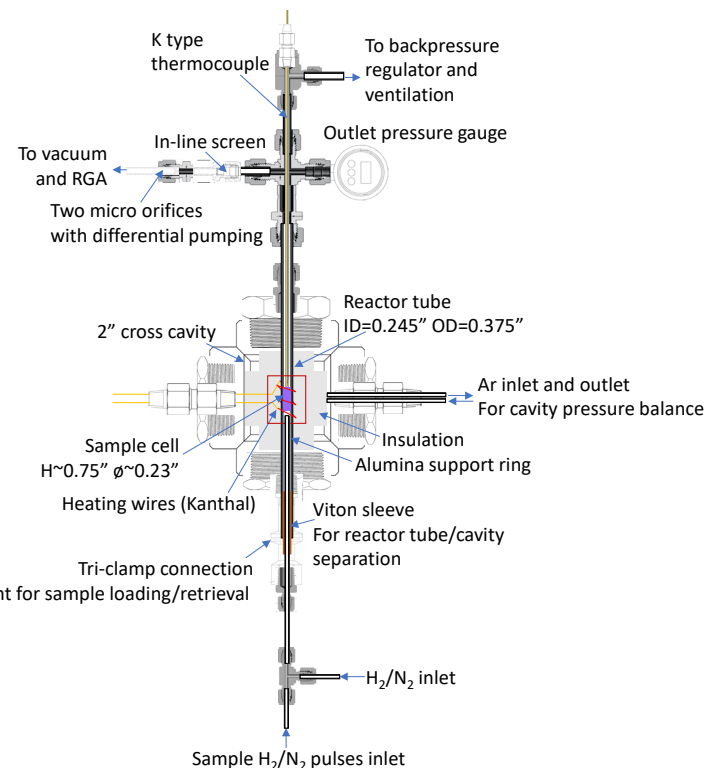 K type
thermocouple
To backpressure
regulator and
ventilation
In-line screen
Outlet pressure gauge
To vacuum
and RGA
Two micro orifices
with differential pumping
Reactor tube
ID=0.245” OD=0.375”
2” cross cavity
Ar inlet and outlet
For cavity pressure balance
Sample cell
H~0.75” ø~0.23”
Insulation
Alumina support ring
Heating wires (Kanthal)
Viton sleeve
For reactor tube/cavity
separation
Tri-clamp connection
nt for sample loading/retrieval
H₂/N₂ inlet
Sample H₂/N₂ pulses inlet